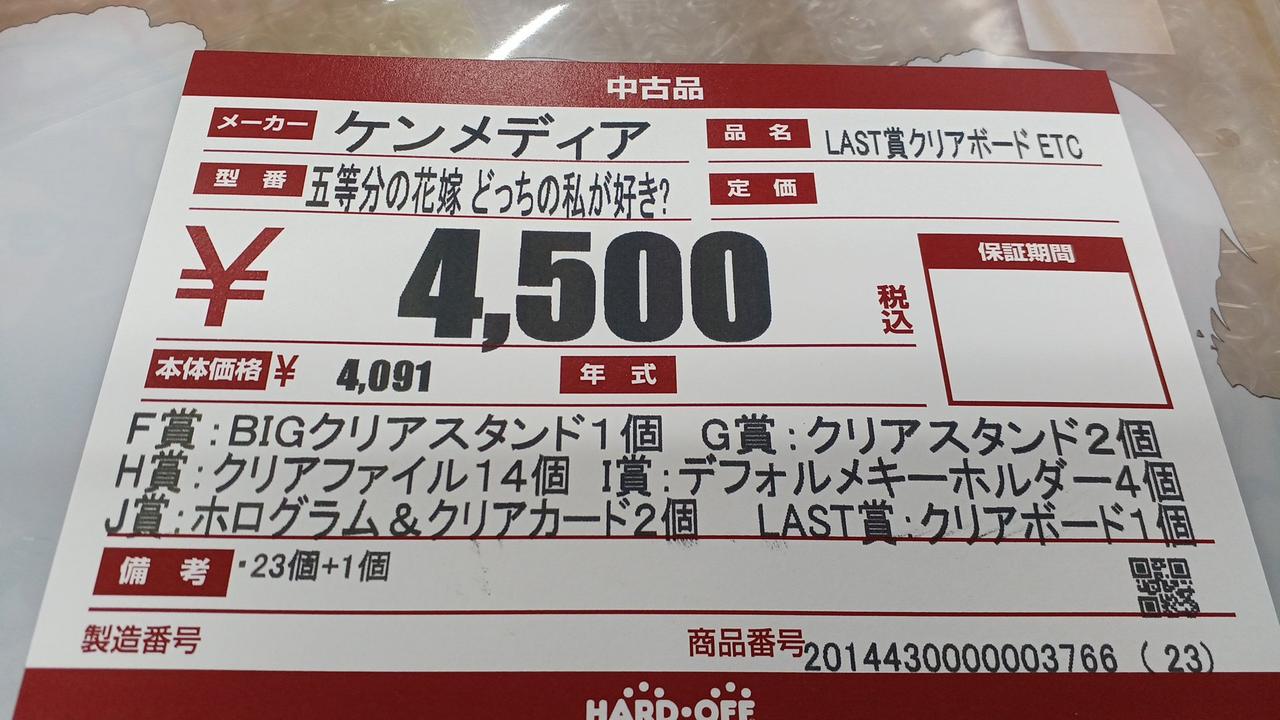 中古品
メーカー ケンメディア 品名 LAST賞クリアボード ETC
型番 五等分の花嫁 どっちの私が好き? 定価
¥ 4,500 税込 保証期間
本体価格 ¥ 4,091 年式
F賞:BIGクリアスタンド1個 G賞:クリアスタンド2個
H賞:クリアファイル14個 I賞:デフォルメキーホルダー4個
J賞:ホログラム&クリアカード2個 LAST賞:クリアボード1個
備考 ・23個+1個
製造番号 商品番号 2014430000003766 (23)
HARD・OFF